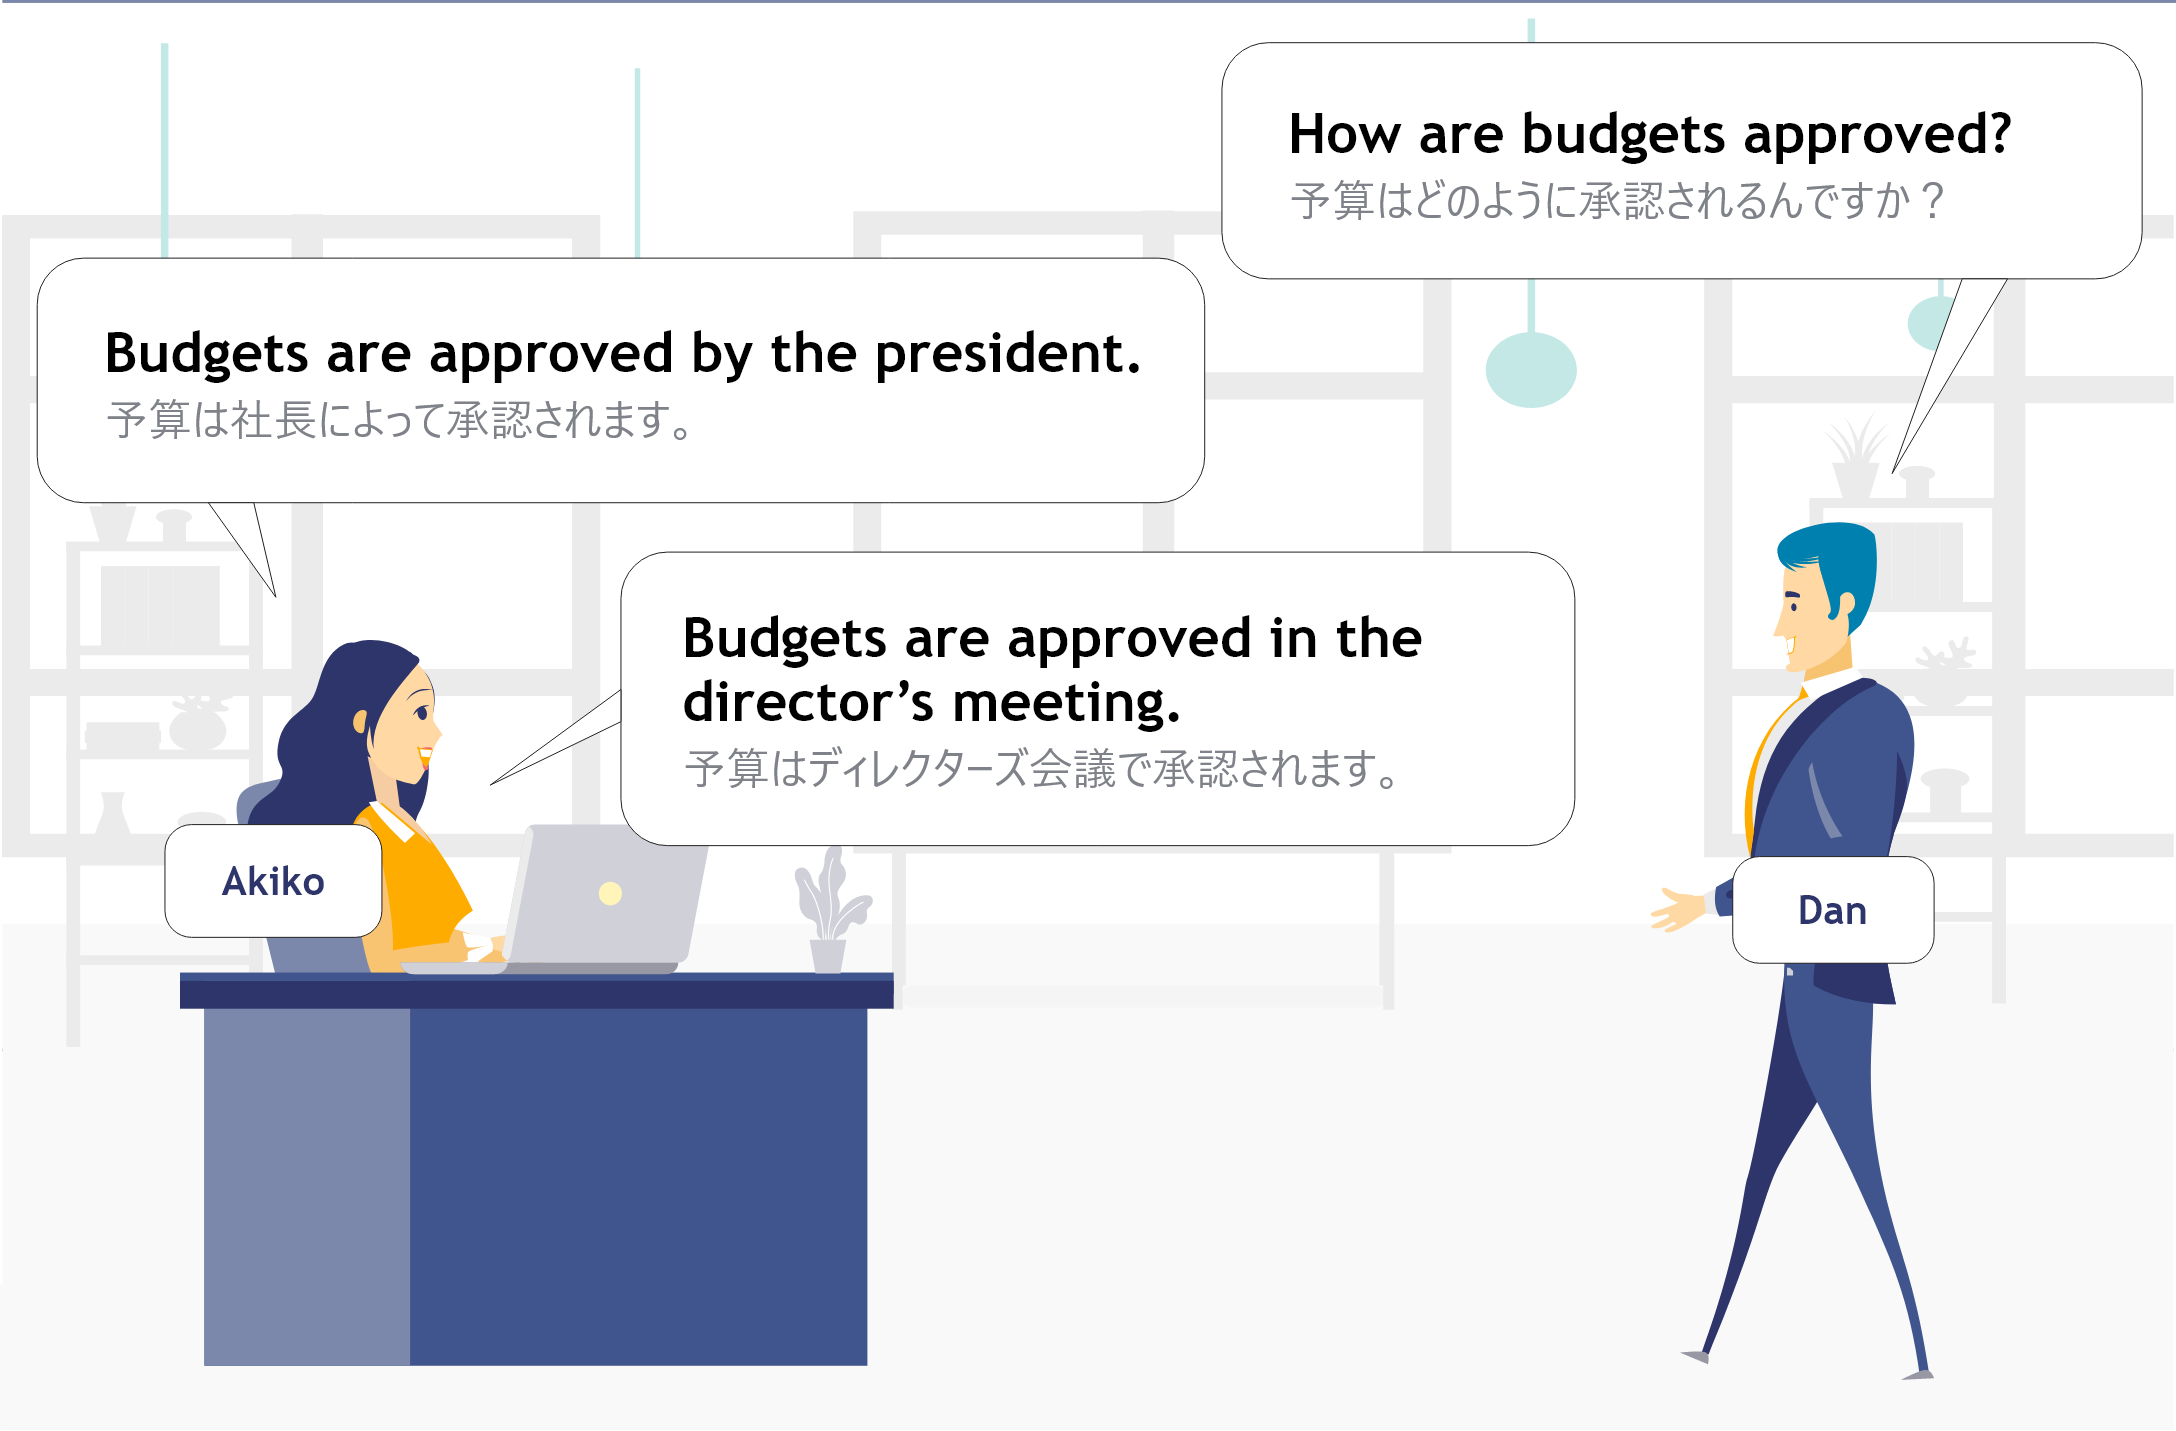 How are budgets approved?
予算はどのように承認されるんですか？
Budgets are approved by the president.
予算は社長によって承認されます。
Budgets are approved in the
director’s meeting.
予算はディレクターズ会議で承認されます。
Akiko
Dan